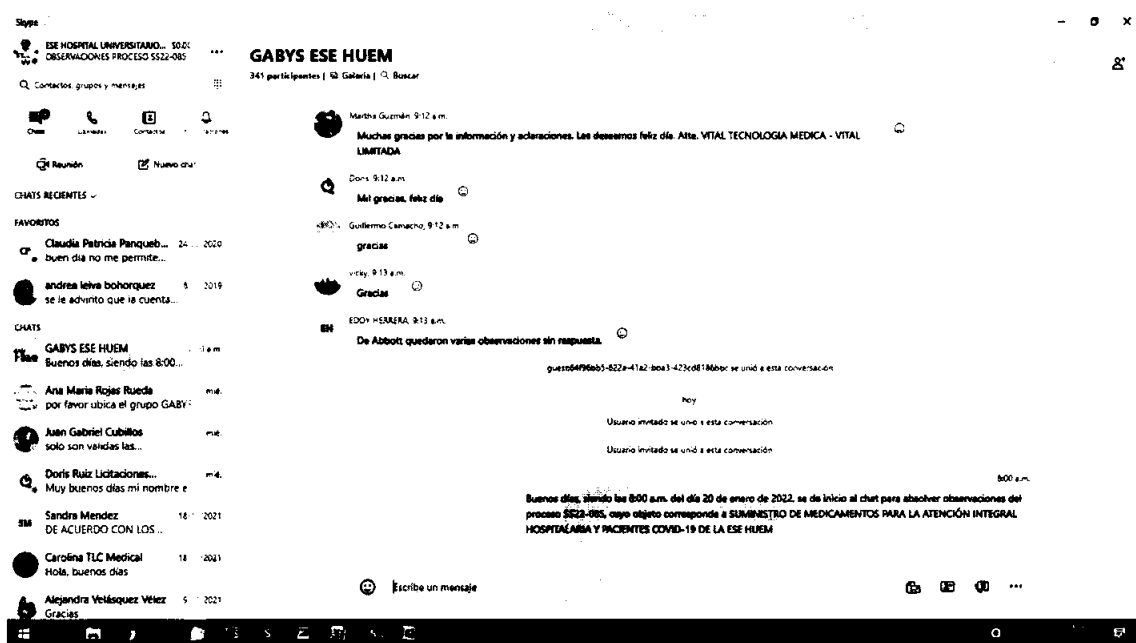 Skype
ESE HOSPITAL UNIVERSITARIO...
OBSERVACIONES PROCESO SS22-085
Contactos, grupos y mensajes
Chats
Llamadas
Contactos
Reunión
Nuevo chat
CHATS RECIENTES
FAVORITOS
Claudia Patricia Panqueb... 24 2020
buen dia no me permite...
andrea leiva bohorquez 2019
se le advirtió que la cuenta...
CHATS
GABYS ESE HUEM
Buenos días, siendo las 8:00...
Ana Maria Rojas Rueda mié.
por favor ubica el grupo GABY
Juan Gabriel Cubillos mié.
solo son validas las...
Doris Ruiz Licitaciones... mié.
Muy buenos días mi nombre e
SM
Sandra Mendez 18 2021
DE ACUERDO CON LOS ...
Carolina TLC Medical 18 2021
Hola, buenos días
Alejandra Velásquez Vélez 2021
Gracias
GABYS ESE HUEM
341 participantes | Galería | Buscar
Martha Guzmán, 9:12 a.m.
Muchas gracias por la información y aclaraciones. Les deseamos feliz día. Atte. VITAL TECNOLOGIA MEDICA - VITAL
LIMITADA
Doris, 9:12 a.m.
Mil gracias, feliz día
Guillermo Camacho, 9:12 a.m.
gracias
vicky, 9:13 a.m.
Gracias
EH
EDDY HERRERA, 9:13 a.m.
De Abbott quedaron varias observaciones sin respuesta.
se unió a esta conversación
hoy
Usuario invitado se unió a esta conversación
Usuario invitado se unió a esta conversación
8:00 a.m.
Buenos días, siendo las 8:00 a.m. del día 20 de enero de 2022, se da inicio al chat para absolver observaciones del
proceso SS22-085, cuyo objeto corresponde a SUMINISTRO DE MEDICAMENTOS PARA LA ATENCIÓN INTEGRAL
HOSPITALARIA Y PACIENTES COVID-19 DE LA ESE HUEM
Escribe un mensaje